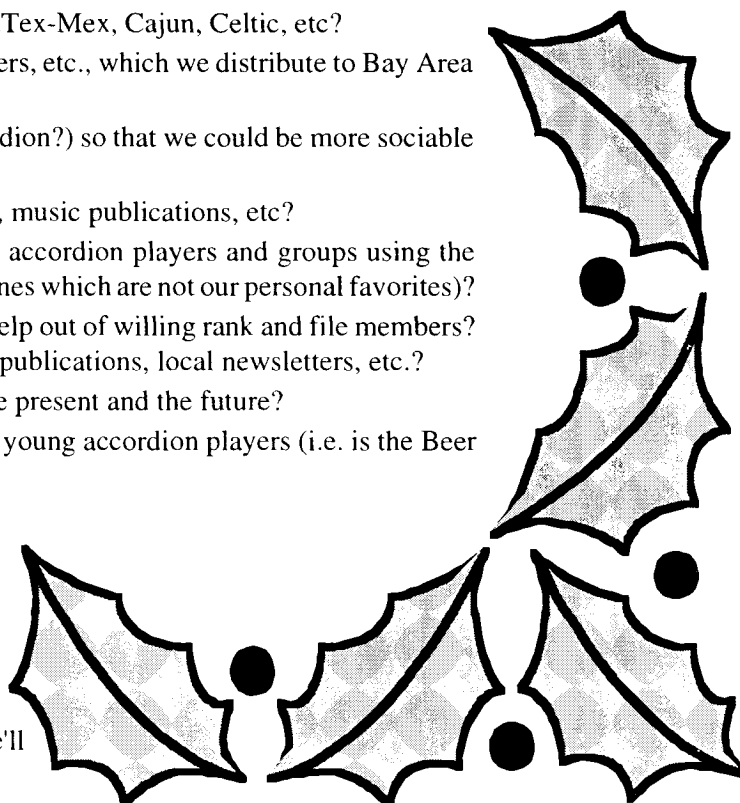 Tex-Mex, Cajun, Celtic, etc?
ers, etc., which we distribute to Bay Area
dion?) so that we could be more sociable
, music publications, etc?
accordion players and groups using the
nes which are not our personal favorites)?
elp out of willing rank and file members?
publications, local newsletters, etc.?
e present and the future?
young accordion players (i.e. is the Beer
e'll